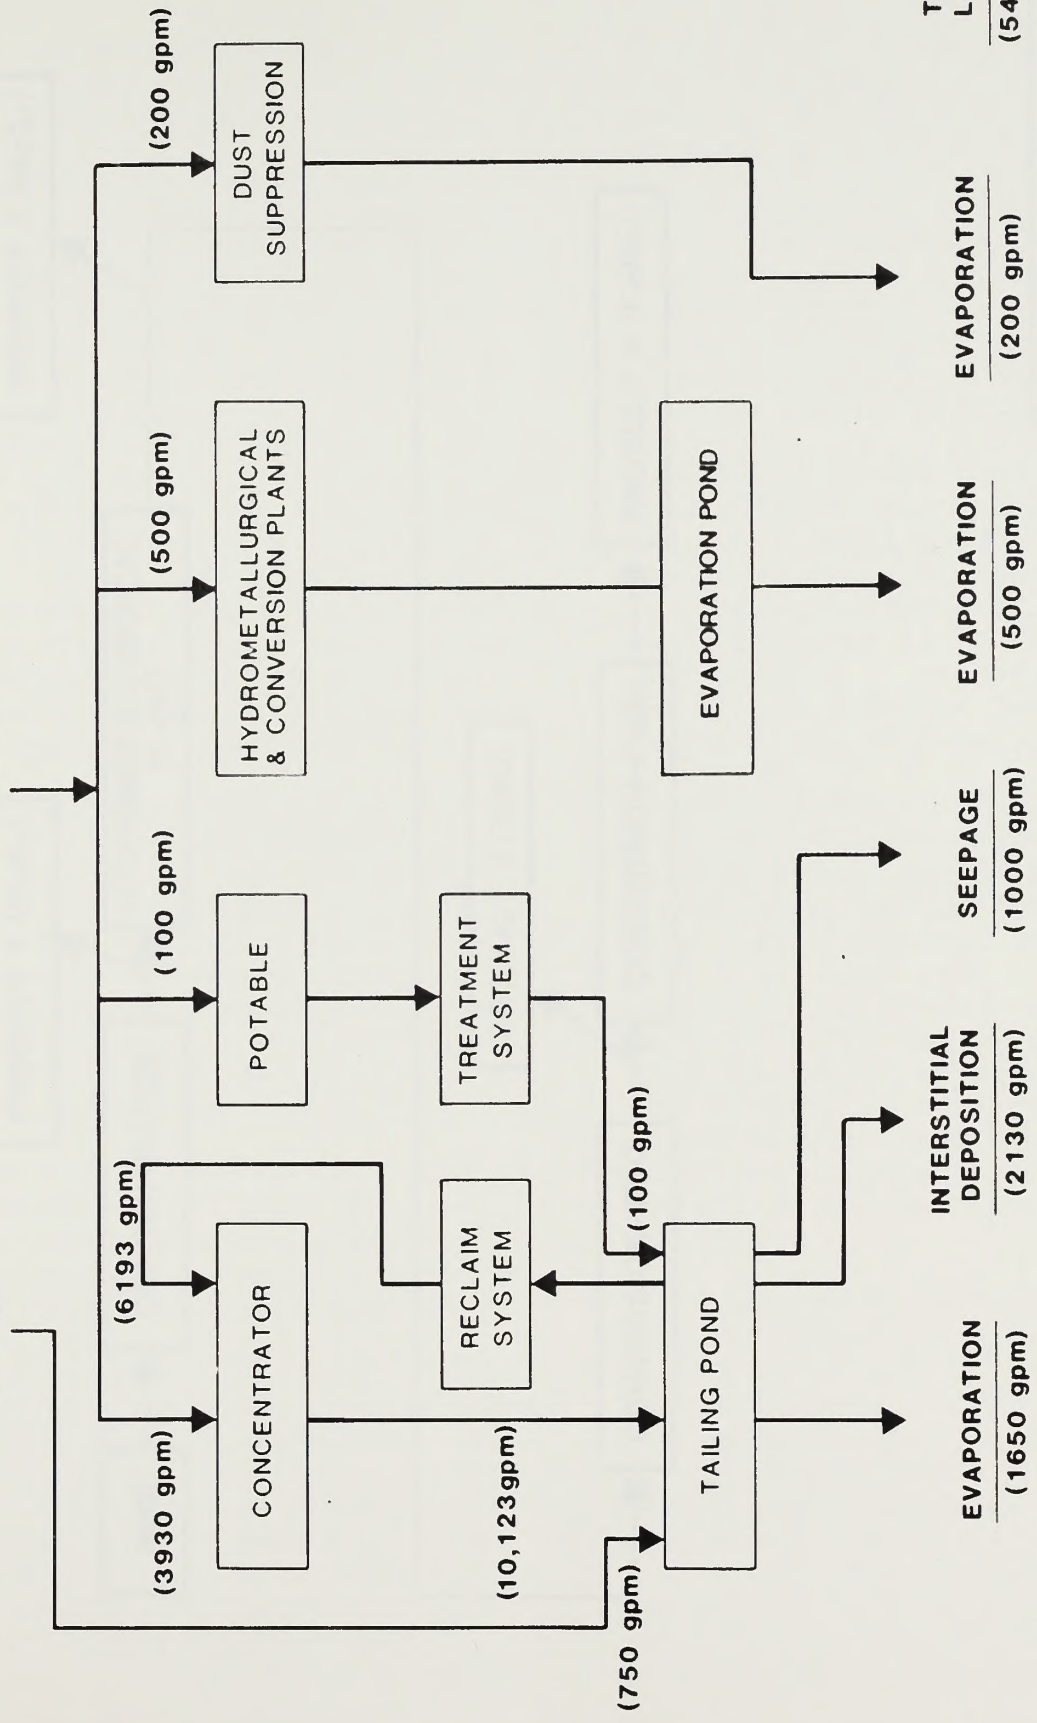 (3930 gpm)
(6193 gpm)
(100 gpm)
(500 gpm)
(200 gpm)
CONCENTRATOR
POTABLE
HYDROMETALLURGICAL
& CONVERSION PLANTS
DUST
SUPPRESSION
RECLAIM
SYSTEM
TREATMENT
SYSTEM
(10,123gpm)
(750 gpm)
(100 gpm)
TAILING POND
EVAPORATION POND
EVAPORATION
(1650 gpm)
INTERSTITIAL
DEPOSITION
(2130 gpm)
SEEPAGE
(1000 gpm)
EVAPORATION
(500 gpm)
EVAPORATION
(200 gpm)
T
L
(54